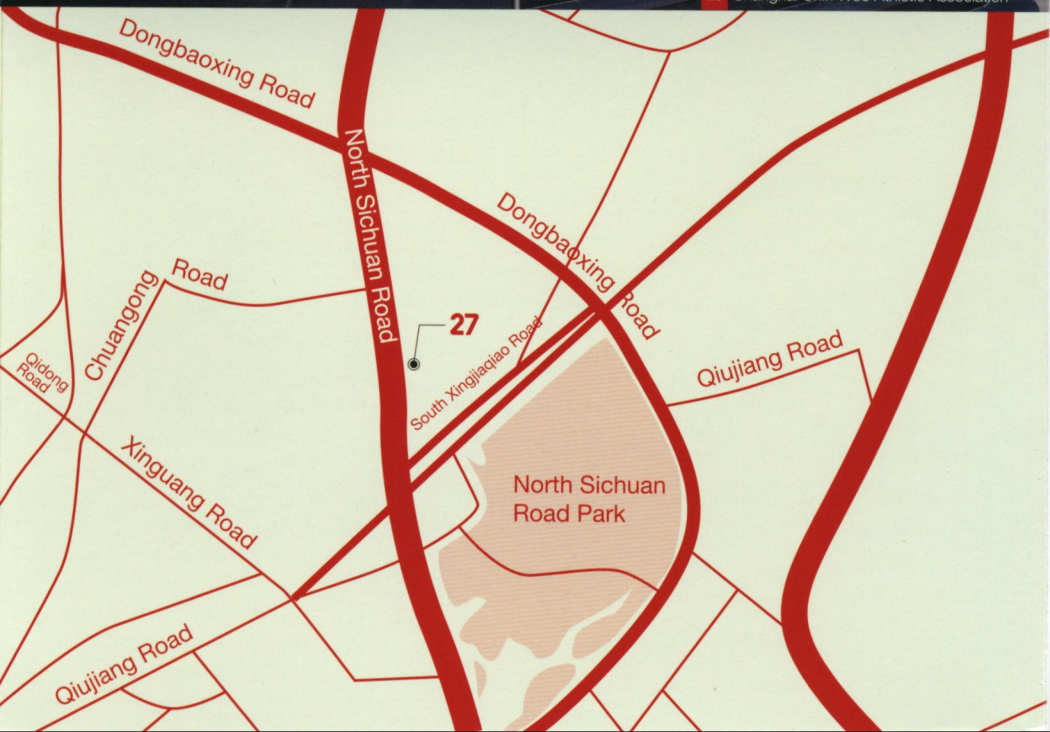 Dongbaoxing Road
North Sichuan Road
Dongbaoxing Road
Chuangong Road
27
South Xingjiaqiao Road
Qidong
Road
Qiujiang Road
Xinguang Road
North Sichuan
Road Park
Qiujiang Road